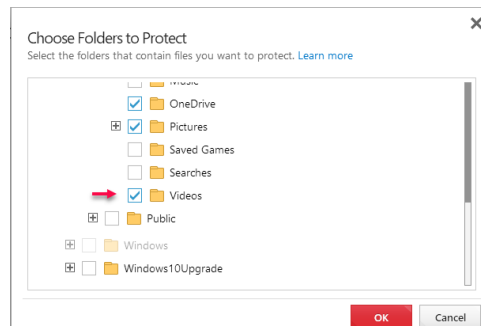 Choose Folders to Protect
Select the folders that contain files you want to protect. Learn more
Music
OneDrive
Pictures
Saved Games
Searches
Videos
Public
Windows
Windows10Upgrade
OK Cancel